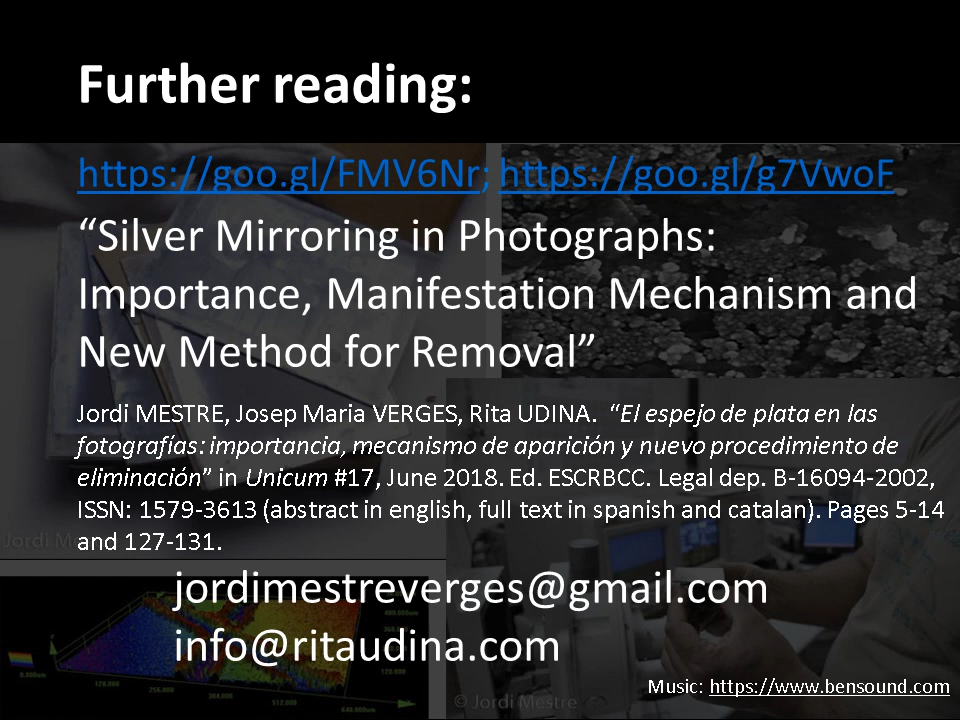 Further reading:
https://goo.gl/FMV6Nr; https://goo.gl/g7VwoF
“Silver Mirroring in Photographs:
Importance, Manifestation Mechanism and
New Method for Removal”
Jordi MESTRE, Josep Maria VERGES, Rita UDINA. “El espejo de plata en las
fotografías: importancia, mecanismo de aparición y nuevo procedimiento de
eliminación” in Unicum #17, June 2018. Ed. ESCRBCC. Legal dep. B-16094-2002,
ISSN: 1579-3613 (abstract in english, full text in spanish and catalan). Pages 5-14
Jordi
and 127-131.
jordimestreverges@gmail.com
info@ritaudina.com
Music: https://www.bensound.com
© Jordi Mestre